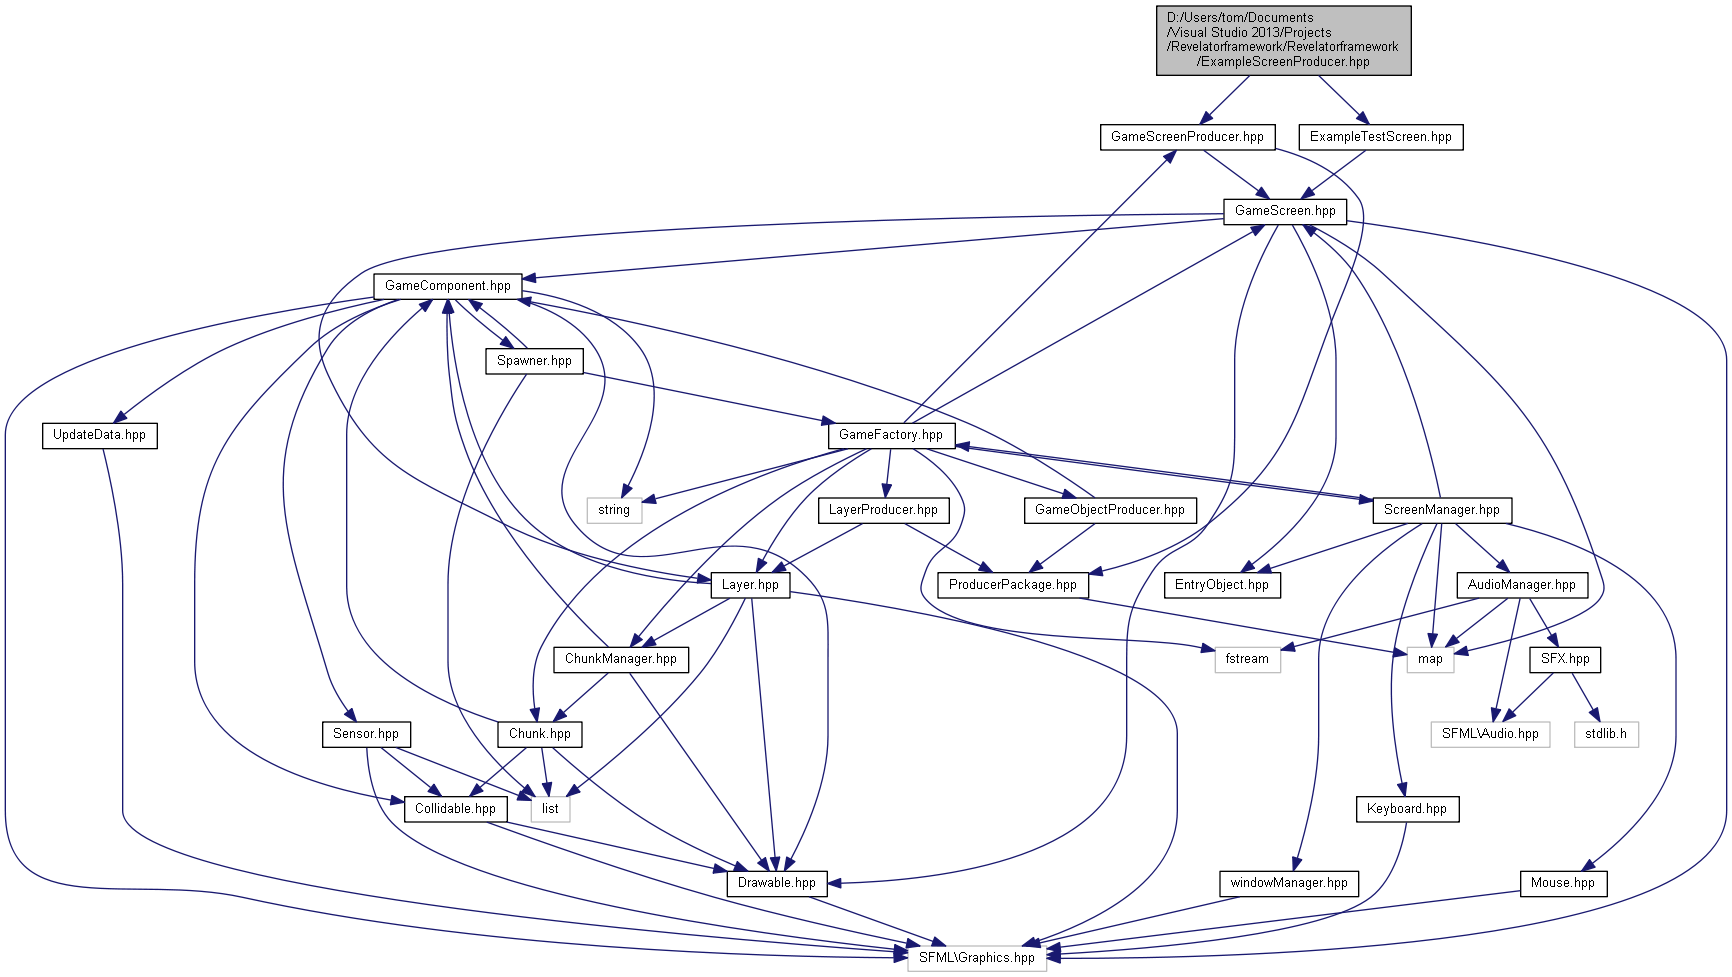 D:/Users/tom/Documents
/Visual Studio 2013/Projects
/Revelatorframework/Revelatorframework
/ExampleScreenProducer.hpp
GameScreenProducer.hpp
ExampleTestScreen.hpp
GameScreen.hpp
GameComponent.hpp
Spawner.hpp
UpdateData.hpp
GameFactory.hpp
string
LayerProducer.hpp
GameObjectProducer.hpp
ScreenManager.hpp
Layer.hpp
ProducerPackage.hpp
EntryObject.hpp
AudioManager.hpp
ChunkManager.hpp
fstream
map
SFX.hpp
Sensor.hpp
Chunk.hpp
SFML\Audio.hpp
stdlib.h
Collidable.hpp
list
Keyboard.hpp
Drawable.hpp
windowManager.hpp
Mouse.hpp
SFML\Graphics.hpp